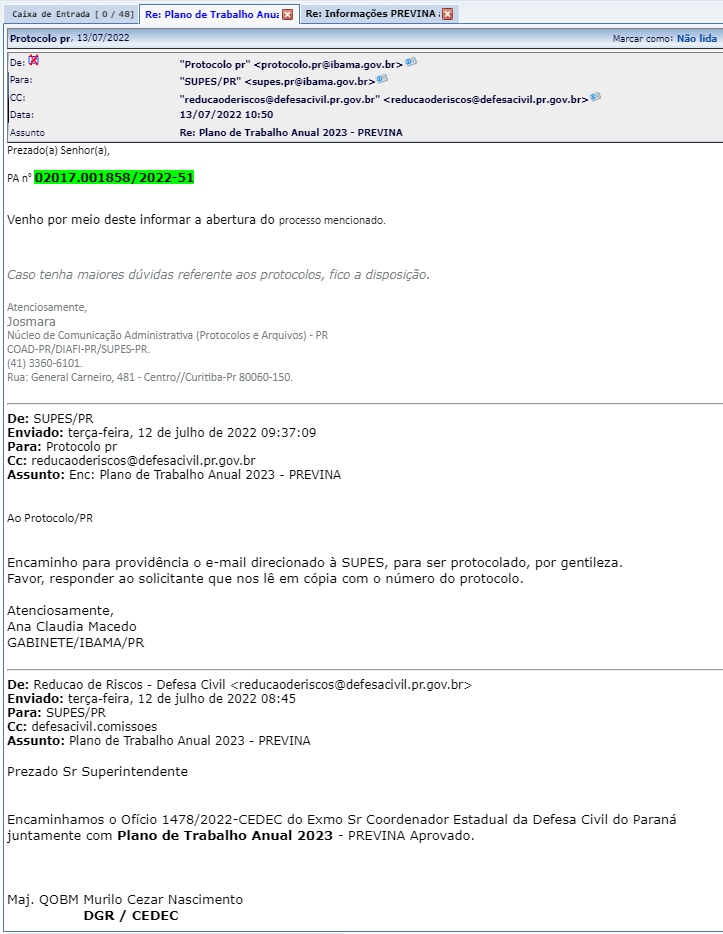 Caixa de Entrada [ 0 / 48] Re: Plano de Trabalho Anua Re: Informações PREVINA
Protocolo pr, 13/07/2022 Marcar como: Não lida
De: "Protocolo pr" <protocolo.pr@ibama.gov.br>
Para: "SUPES/PR" <supes.pr@ibama.gov.br>
CC: "reducaoderiscos@defesacivil.pr.gov.br" <reducaoderiscos@defesacivil.pr.gov.br>
Data: 13/07/2022 10:50
Assunto Re: Plano de Trabalho Anual 2023 - PREVINA
Prezado(a) Senhor(a),
PA n° 02017.001858/2022-51
Venho por meio deste informar a abertura do processo mencionado.
Caso tenha maiores dúvidas referente aos protocolos, fico a disposição.
Atenciosamente,
Josmara
Núcleo de Comunicação Administrativa (Protocolos e Arquivos) - PR
COAD-PR/DIAFI-PR/SUPES-PR.
(41) 3360-6101.
Rua: General Carneiro, 481 - Centro//Curitiba-Pr 80060-150.
De: SUPES/PR
Enviado: terça-feira, 12 de julho de 2022 09:37:09
Para: Protocolo pr
Cc: reducaoderiscos@defesacivil.pr.gov.br
Assunto: Enc: Plano de Trabalho Anual 2023 - PREVINA
Ao Protocolo/PR
Encaminho para providência o e-mail direcionado à SUPES, para ser protocolado, por gentileza.
Favor, responder ao solicitante que nos lê em cópia com o número do protocolo.
Atenciosamente,
Ana Claudia Macedo
GABINETE/IBAMA/PR
De: Reducao de Riscos - Defesa Civil <reducaoderiscos@defesacivil.pr.gov.br>
Enviado: terça-feira, 12 de julho de 2022 08:45
Para: SUPES/PR
Cc: defesacivil.comissoes
Assunto: Plano de Trabalho Anual 2023 - PREVINA
Prezado Sr Superintendente
Encaminhamos o Ofício 1478/2022-CEDEC do Exmo Sr Coordenador Estadual da Defesa Civil do Paraná
juntamente com Plano de Trabalho Anual 2023 - PREVINA Aprovado.
Maj. QOBM Murilo Cezar Nascimento
DGR / CEDEC